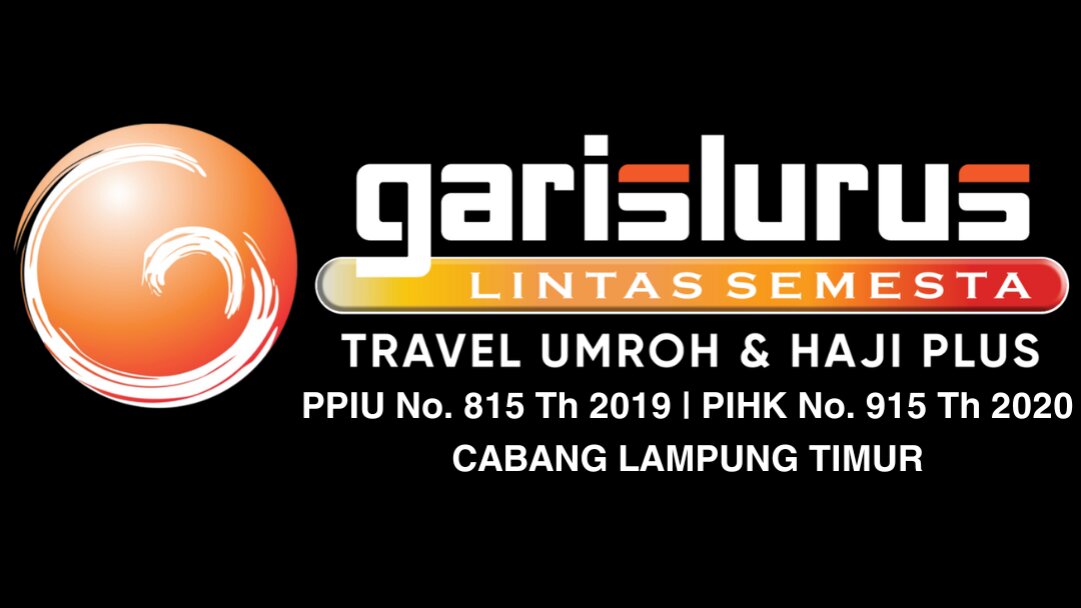 garislurus
LINTAS SEMESTA
TRAVEL UMROH & HAJI PLUS
PPIU No. 815 Th 2019 | PIHK No. 915 Th 2020
CABANG LAMPUNG TIMUR